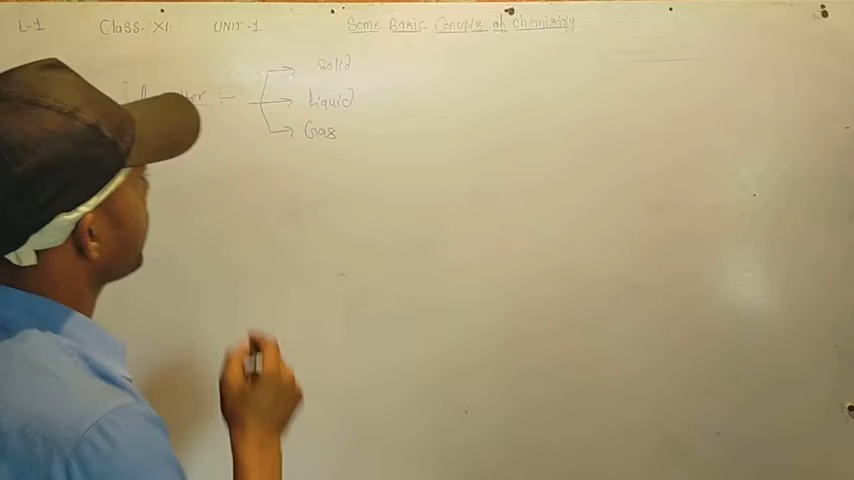 L-1 Class-XI UNIT-1 Some Basic Concepts of Chemistry
Solid
Liquid
Gas